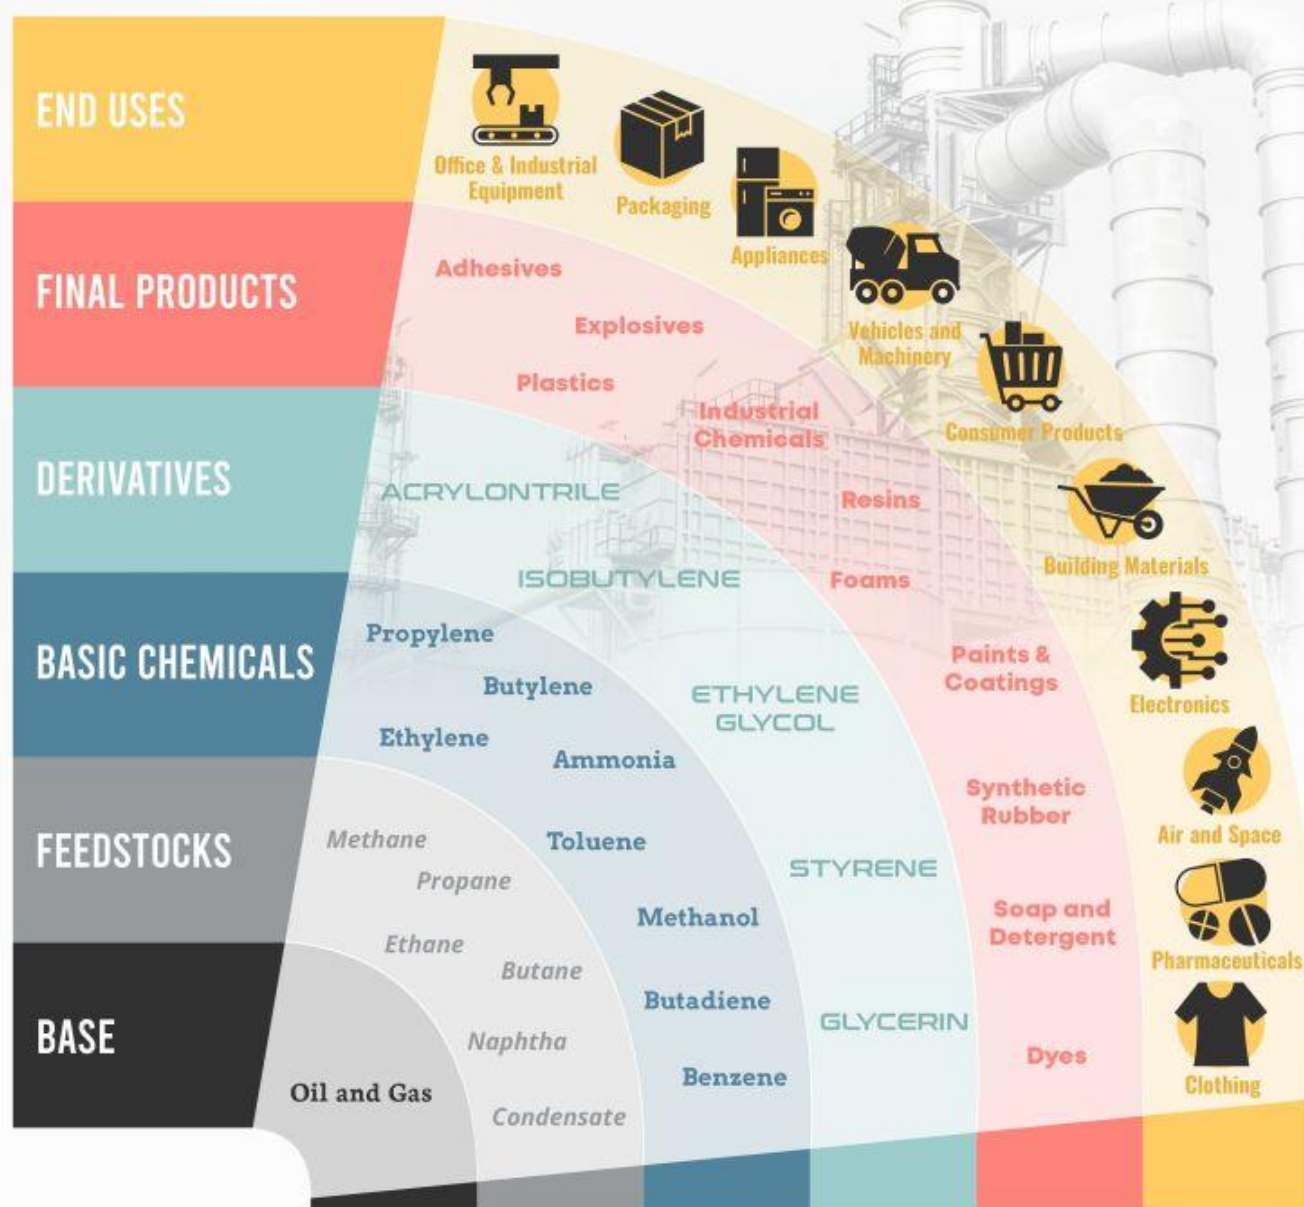 END USES
Office & Industrial
Equipment
Packaging
Appliances
Vehicles and
Machinery
Consumer Products
Building Materials
Electronics
Air and Space
Pharmaceuticals
Clothing
FINAL PRODUCTS
Adhesives
Explosives
Plastics
Industrial
Chemicals
Resins
Foams
Paints &
Coatings
Synthetic
Rubber
Soap and
Detergent
Dyes
DERIVATIVES
ACRYLONTRILE
ISOBUTYLENE
ETHYLENE
GLYCOL
STYRENE
GLYCERIN
BASIC CHEMICALS
Propylene
Butylene
Ethylene
Ammonia
Toluene
Methanol
Butadiene
Benzene
FEEDSTOCKS
Methane
Propane
Ethane
Butane
Naphtha
Condensate
BASE
Oil and Gas